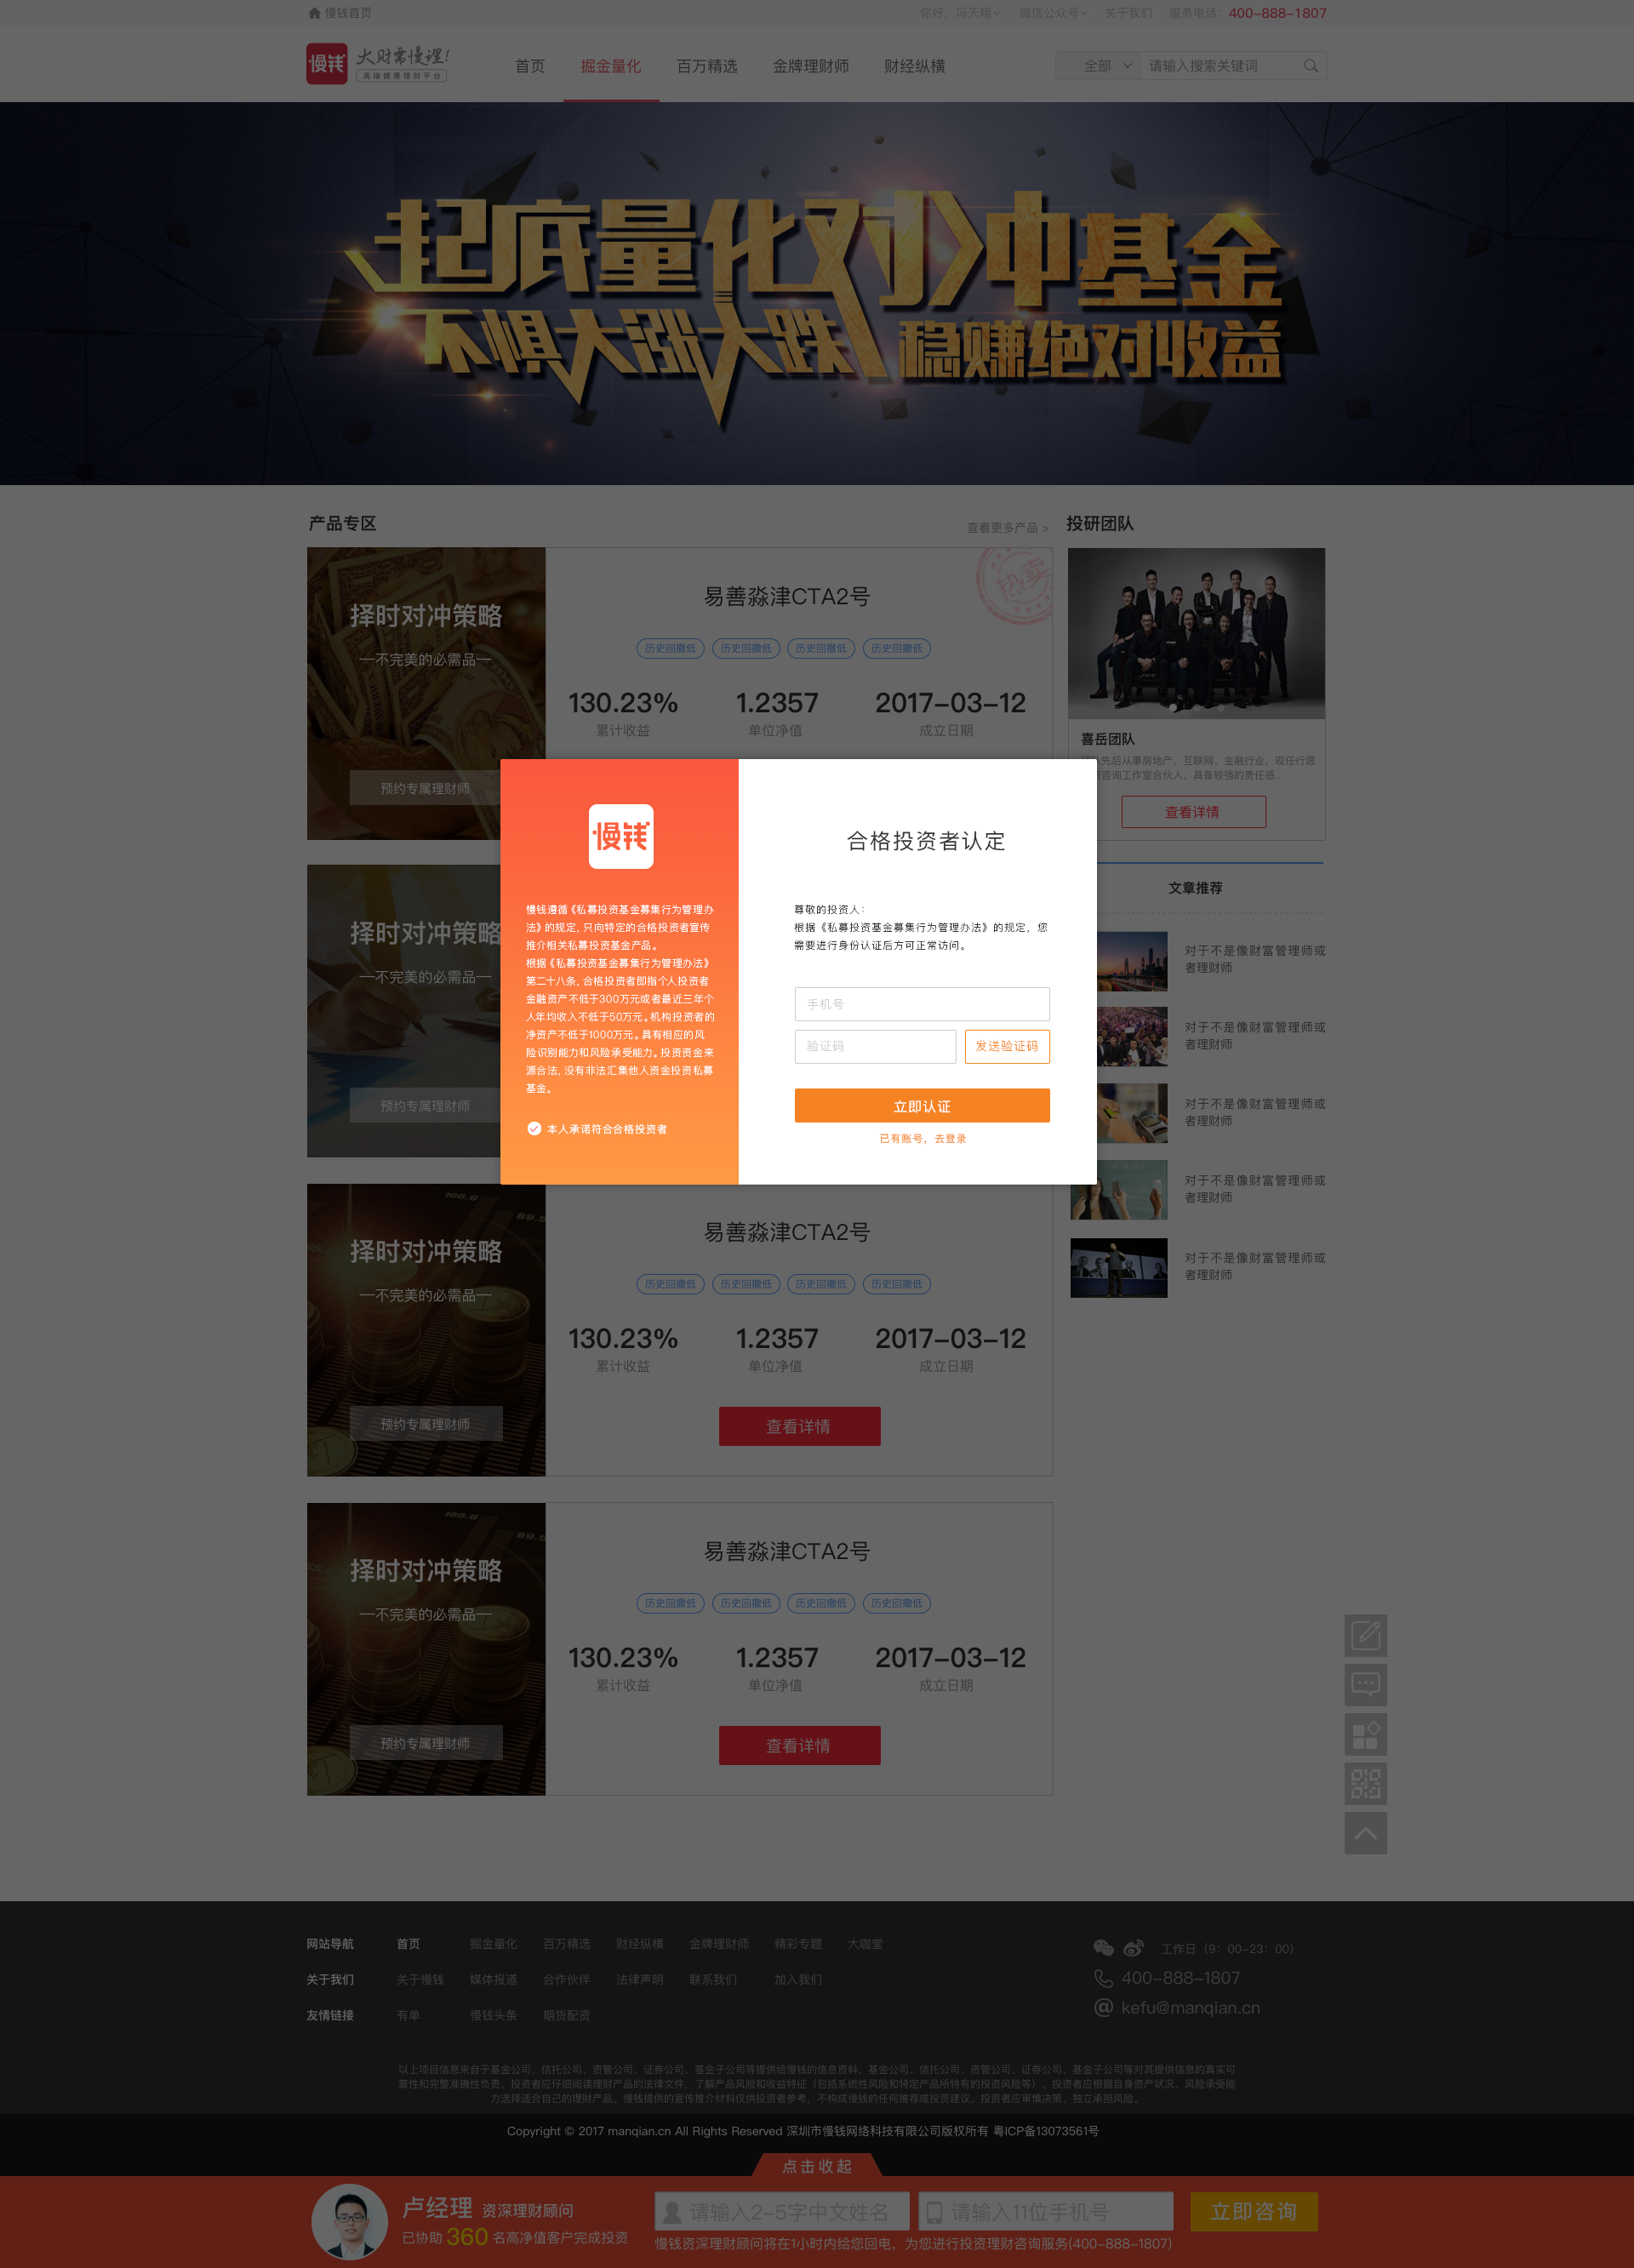 慢钱首页
你好，冯天翔
微信公众号
关于我们
服务电话：400-888-1807
慢钱
大财需慢理!
高端健康理财平台
首页
掘金量化
百万精选
金牌理财师
财经纵横
全部
请输入搜索关键词
起底量化对冲基金
不惧大涨大跌 稳赚绝对收益
产品专区
查看更多产品 >
投研团队
择时对冲策略
—不完美的必需品—
预约专属理财师
易善淼津CTA2号
热卖
历史回撤低
历史回撤低
历史回撤低
历史回撤低
130.23%
1.2357
2017-03-12
累计收益
单位净值
成立日期
喜岳团队
先后从事房地产、互联网、金融行业，现任行愿
咨询工作室合伙人，具备较强的责任感..
查看详情
文章推荐
对于不是像财富管理师或
者理财师
对于不是像财富管理师或
者理财师
对于不是像财富管理师或
者理财师
对于不是像财富管理师或
者理财师
对于不是像财富管理师或
者理财师
择时对冲策略
—不完美的必需品—
预约专属理财师
慢钱
慢钱遵循《私募投资基金募集行为管理办
法》的规定, 只向特定的合格投资者宣传
推介相关私募投资基金产品。
根据《私募投资基金募集行为管理办法》
第二十八条, 合格投资者即指个人投资者
金融资产不低于300万元或者最近三年个
人年均收入不低于50万元。机构投资者的
净资产不低于1000万元。具有相应的风
险识别能力和风险承受能力。投资资金来
源合法, 没有非法汇集他人资金投资私募
基金。
本人承诺符合合格投资者
合格投资者认定
尊敬的投资人：
根据《私募投资基金募集行为管理办法》的规定，您
需要进行身份认证后方可正常访问。
手机号
验证码
发送验证码
立即认证
已有账号，去登录
择时对冲策略
—不完美的必需品—
预约专属理财师
易善淼津CTA2号
历史回撤低
历史回撤低
历史回撤低
历史回撤低
130.23%
1.2357
2017-03-12
累计收益
单位净值
成立日期
查看详情
择时对冲策略
—不完美的必需品—
预约专属理财师
易善淼津CTA2号
历史回撤低
历史回撤低
历史回撤低
历史回撤低
130.23%
1.2357
2017-03-12
累计收益
单位净值
成立日期
查看详情
网站导航
首页
掘金量化
百万精选
财经纵横
金牌理财师
精彩专题
大咖堂
关于我们
关于慢钱
媒体报道
合作伙伴
法律声明
联系我们
加入我们
友情链接
有单
慢钱头条
期货配资
工作日（9：00-23：00）
400-888-1807
kefu@manqian.cn
以上项目信息来自于基金公司、信托公司、资管公司、证券公司、基金子公司等提供给慢钱的信息资料，基金公司、信托公司、资管公司、证券公司、基金子公司等对其提供信息的真实可
靠性和完整准确性负责。投资者应仔细阅读理财产品的法律文件，了解产品风险和收益特征（包括系统性风险和特定产品所特有的投资风险等）。投资者应根据自身资产状况、风险承受能
力选择适合自己的理财产品。慢钱提供的宣传推介材料仅供投资者参考，不构成慢钱的任何推荐或投资建议。投资者应审慎决策、独立承担风险。
Copyright © 2017 manqian.cn All Rights Reserved 深圳市慢钱网络科技有限公司版权所有 粤ICP备13073561号
点击收起
卢经理 资深理财顾问
已协助 360 名高净值客户完成投资
请输入2-5字中文姓名
请输入11位手机号
立即咨询
慢钱资深理财顾问将在1小时内给您回电，为您进行投资理财咨询服务(400-888-1807)